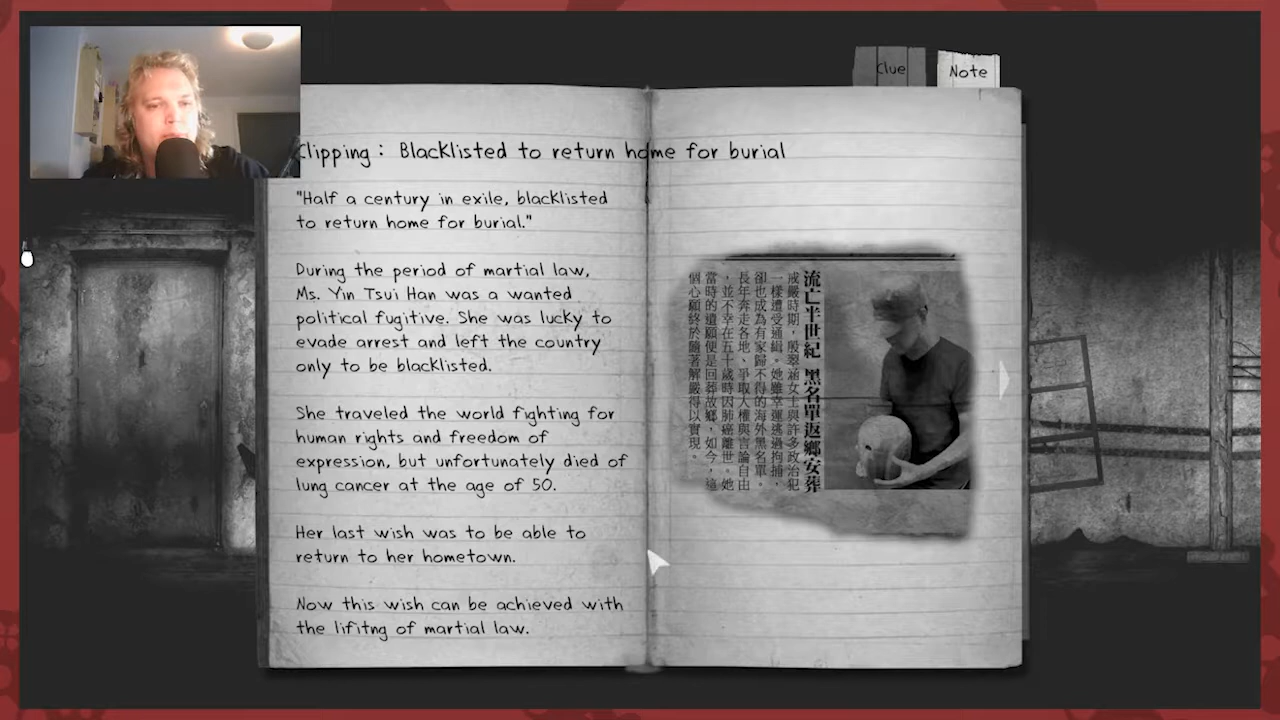 Clue
Note
Clipping : Blacklisted to return home for burial
"Half a century in exile, blacklisted
to return home for burial."
During the period of martial law,
Ms. Yin Tsui Han was a wanted
political fugitive. She was lucky to
evade arrest and left the country
only to be blacklisted.
She traveled the world fighting for
human rights and freedom of
expression, but unfortunately died of
lung cancer at the age of 50.
Her last wish was to be able to
return to her hometown.
Now this wish can be achieved with
the lifitng of martial law.
流亡半世紀 黑名單返鄉安葬
戒嚴時期，殷翠涵女士與許多政治犯
一樣遭受通緝。她雖幸運逃過拘捕，
卻也成為有家歸不得的海外黑名單。
長年奔走各地、爭取人權與言論自由
，並不幸在五十歲時因肺癌離世。她
當時的遺願便是回葬故鄉，如今，這
個心願終於隨著解嚴得以實現。